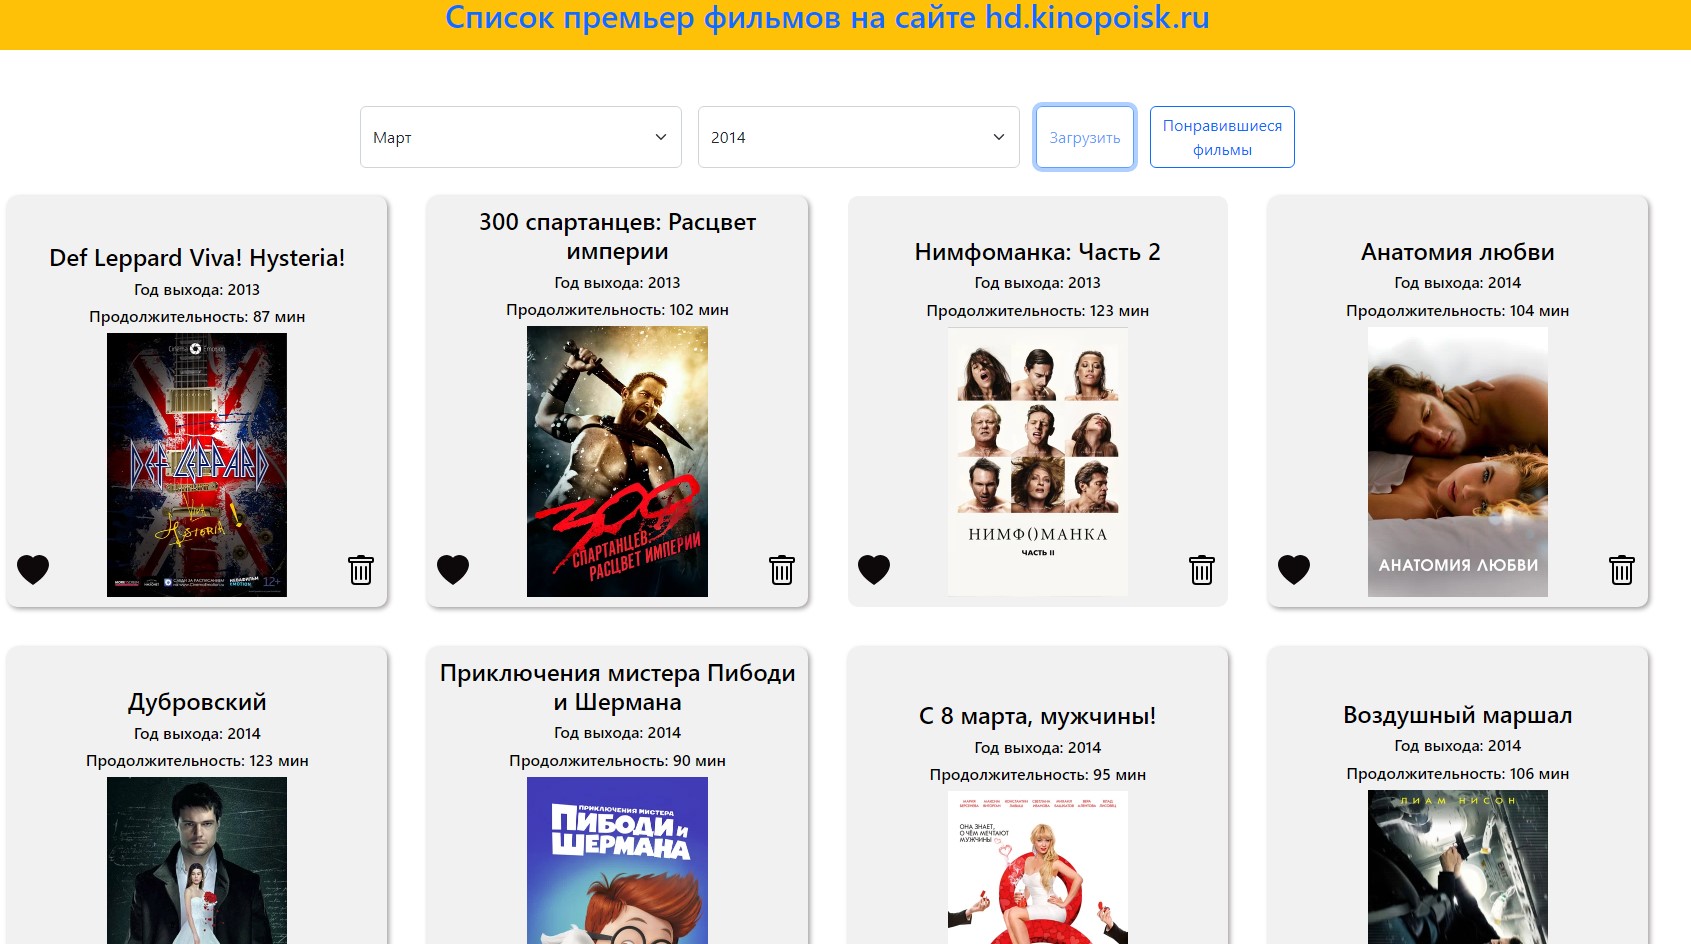 Список премьер фильмов на сайте hd.kinopoisk.ru
Март
2014
Загрузить
Понравившиеся
фильмы
Def Leppard Viva! Hysteria!
Год выхода: 2013
Продолжительность: 87 мин
Cinema Emotion
DEF LEPPARD
VIVA
HYSTERIA!
12+
300 спартанцев: Расцвет
империи
Год выхода: 2013
Продолжительность: 102 мин
300
СПАРТАНЦЕВ:
РАСЦВЕТ ИМПЕРИИ
Нимфоманка: Часть 2
Год выхода: 2013
Продолжительность: 123 мин
НИМФ()МАНКА
ЧАСТЬ II
Анатомия любви
Год выхода: 2014
Продолжительность: 104 мин
АНАТОМИЯ ЛЮБВИ
Дубровский
Год выхода: 2014
Продолжительность: 123 мин
Приключения мистера Пибоди
и Шермана
Год выхода: 2014
Продолжительность: 90 мин
ПРИКЛЮЧЕНИЯ МИСТЕРА
ПИБОДИ И
ШЕРМАНА
С 8 марта, мужчины!
Год выхода: 2014
Продолжительность: 95 мин
ОНА ЗНАЕТ,
О ЧЁМ МЕЧТАЮТ
МУЖЧИНЫ
Воздушный маршал
Год выхода: 2014
Продолжительность: 106 мин
ЛИАМ НИСОН